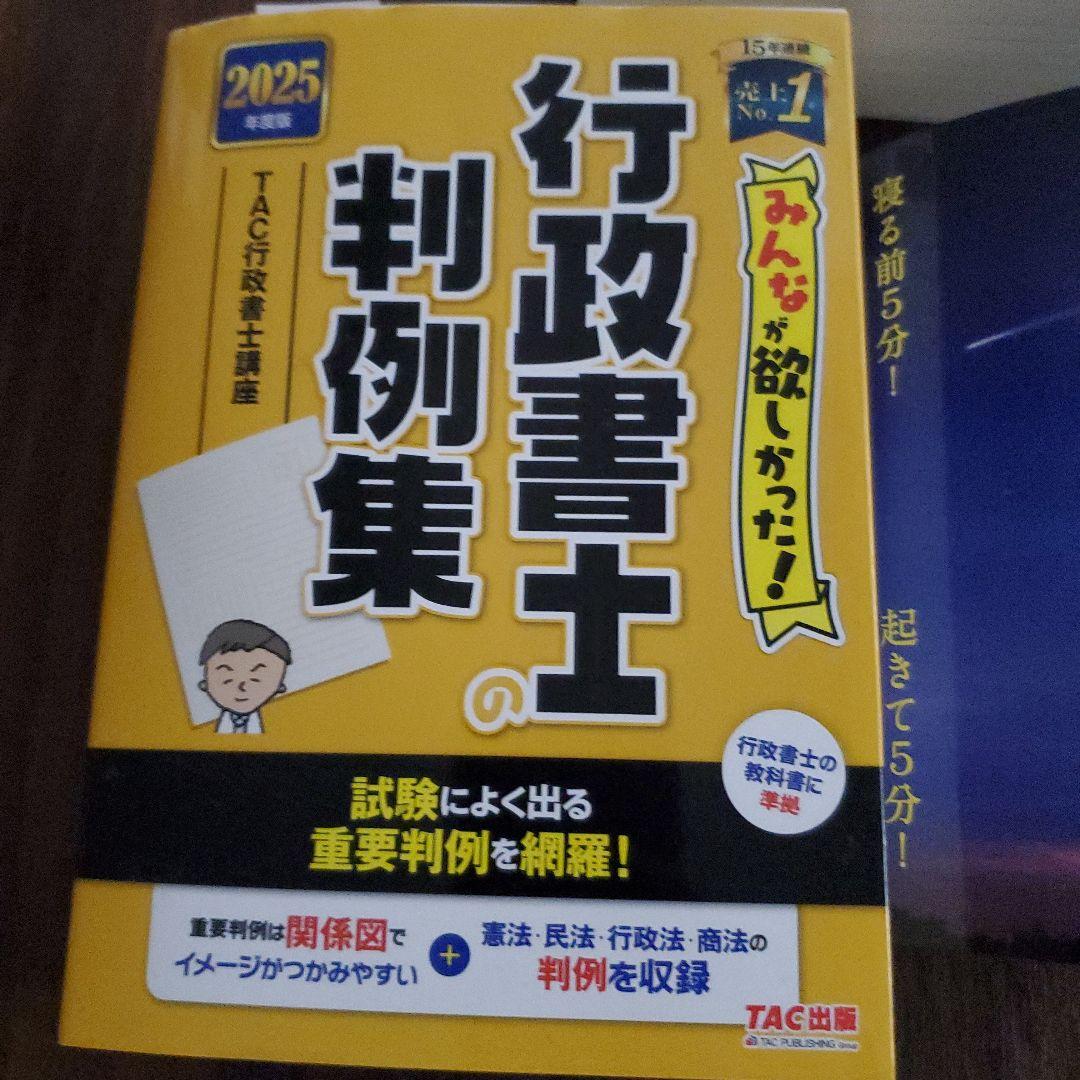 15年連続
売上
No.1
みんなが欲しかった!
行政書士の
判例集
2025
年度版
TAC行政書士講座
行政書士の
教科書に
準拠
試験によく出る
重要判例を網羅!
重要判例は関係図で
イメージがつかみやすい
+
憲法・民法・行政法・商法の
判例を収録
TAC出版
TAC PUBLISHING Group
寝る前5分!
起きて5分!